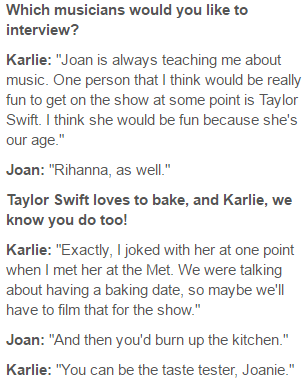 Which musicians would you like to
interview?
Karlie: "Joan is always teaching me about
music. One person that I think would be really
fun to get on the show at some point is Taylor
Swift. I think she would be fun because she's
our age."
Joan: "Rihanna, as well."
Taylor Swift loves to bake, and Karlie, we
know you do too!
Karlie: "Exactly, I joked with her at one point
when I met her at the Met. We were talking
about having a baking date, so maybe we'll
have to film that for the show."
Joan: "And then you'd burn up the kitchen."
Karlie: "You can be the taste tester, Joanie."